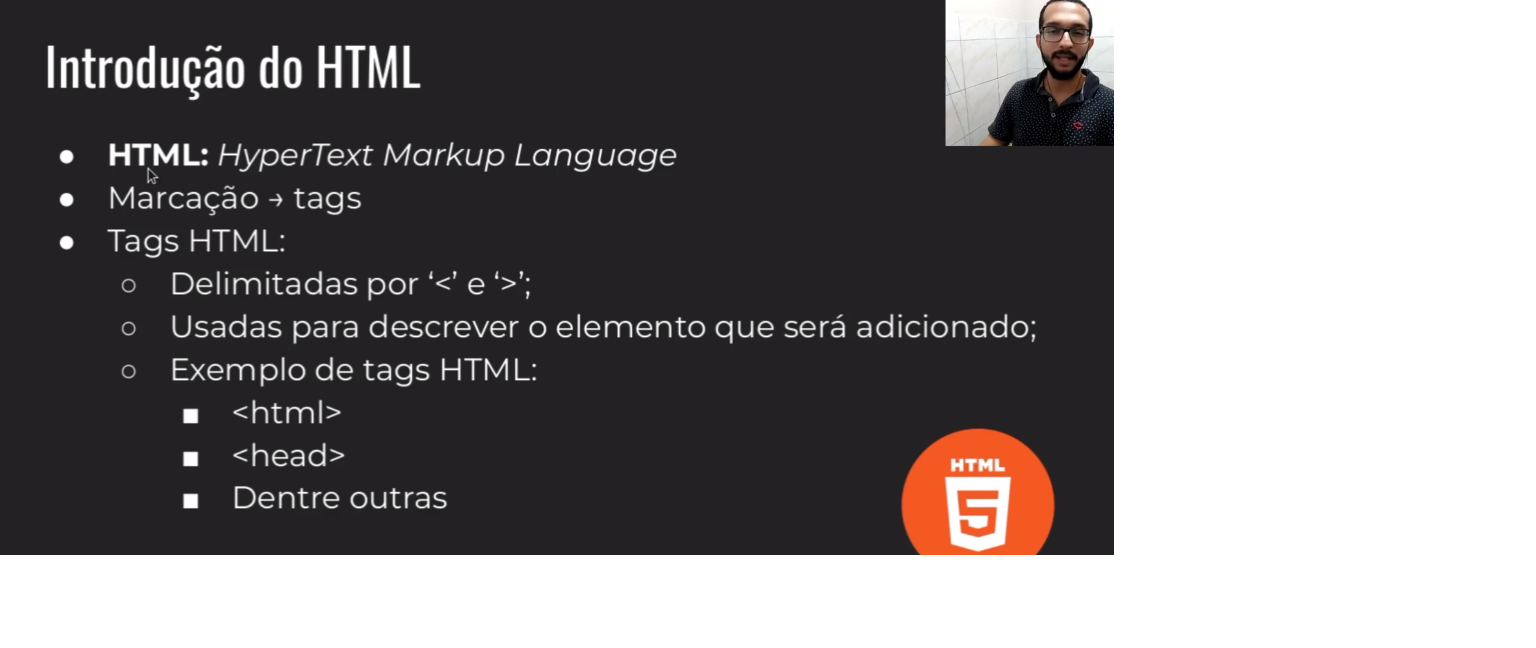 Introdução do HTML
● HTML: HyperText Markup Language
● Marcação → tags
● Tags HTML:
○ Delimitadas por ‘<’ e ‘>’;
○ Usadas para descrever o elemento que será adicionado;
○ Exemplo de tags HTML:
■ <html>
■ <head>
■ Dentre outras
HTML
5